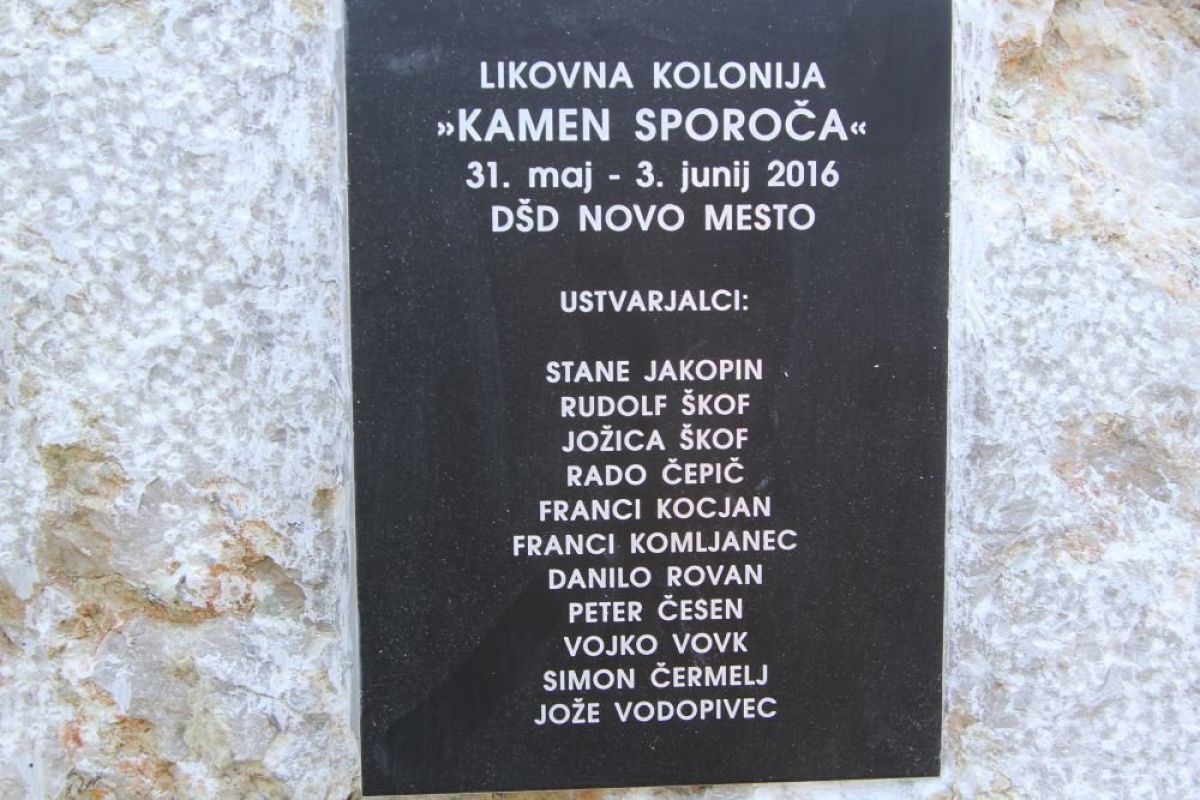 LIKOVNA KOLONIJA
»KAMEN SPOROČA«
31. maj - 3. junij 2016
DŠD NOVO MESTO
USTVARJALCI:
STANE JAKOPIN
RUDOLF ŠKOF
JOŽICA ŠKOF
RADO ČEPIČ
FRANCI KOCJAN
FRANCI KOMLJANEC
DANILO ROVAN
PETER ČESEN
VOJKO VOVK
SIMON ČERMELJ
JOŽE VODOPIVEC